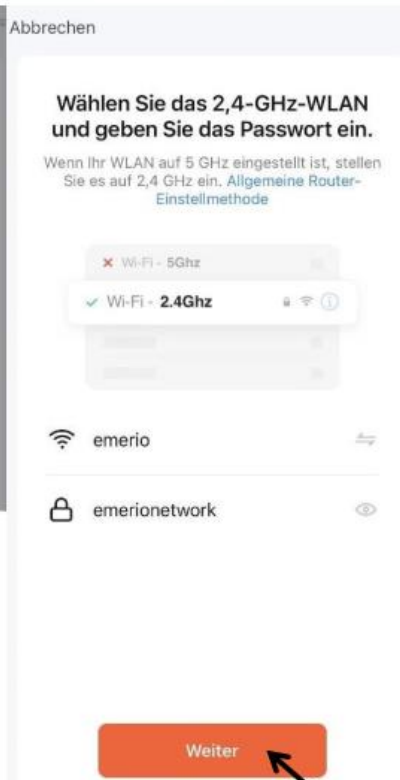 Abbrechen
Wählen Sie das 2,4-GHz-WLAN
und geben Sie das Passwort ein.
Wenn Ihr WLAN auf 5 GHz eingestellt ist, stellen
Sie es auf 2,4 GHz ein. Allgemeine Router-
Einstellmethode
Wi-Fi - 5Ghz
Wi-Fi - 2.4Ghz
emerio
emerionetwork
Weiter